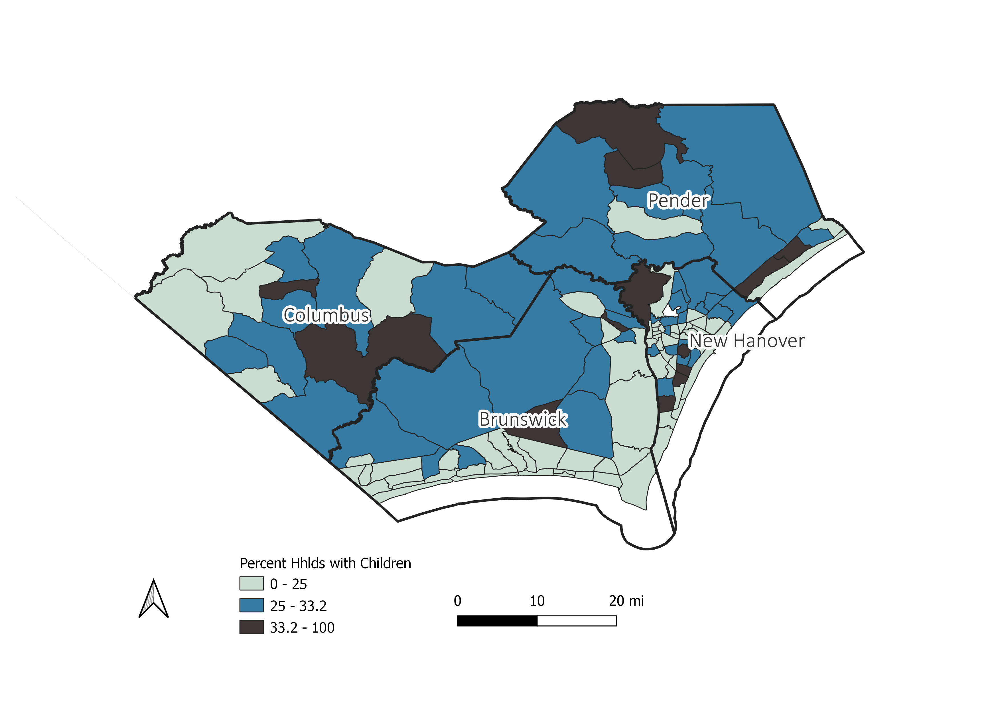 Pender
Columbus
New Hanover
Brunswick
Percent Hhlds with Children
0 - 25
25 - 33.2
33.2 - 100
0 10 20 mi